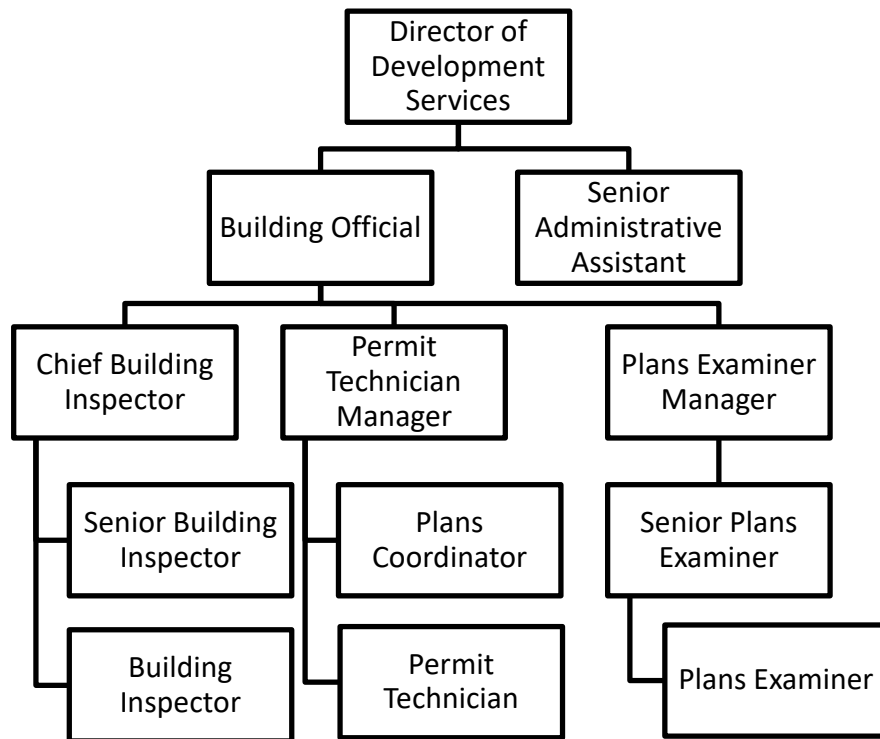 Director of
Development
Services
Building Official
Senior
Administrative
Assistant
Chief Building
Inspector
Permit
Technician
Manager
Plans Examiner
Manager
Senior Building
Inspector
Plans
Coordinator
Senior Plans
Examiner
Building
Inspector
Permit
Technician
Plans Examiner